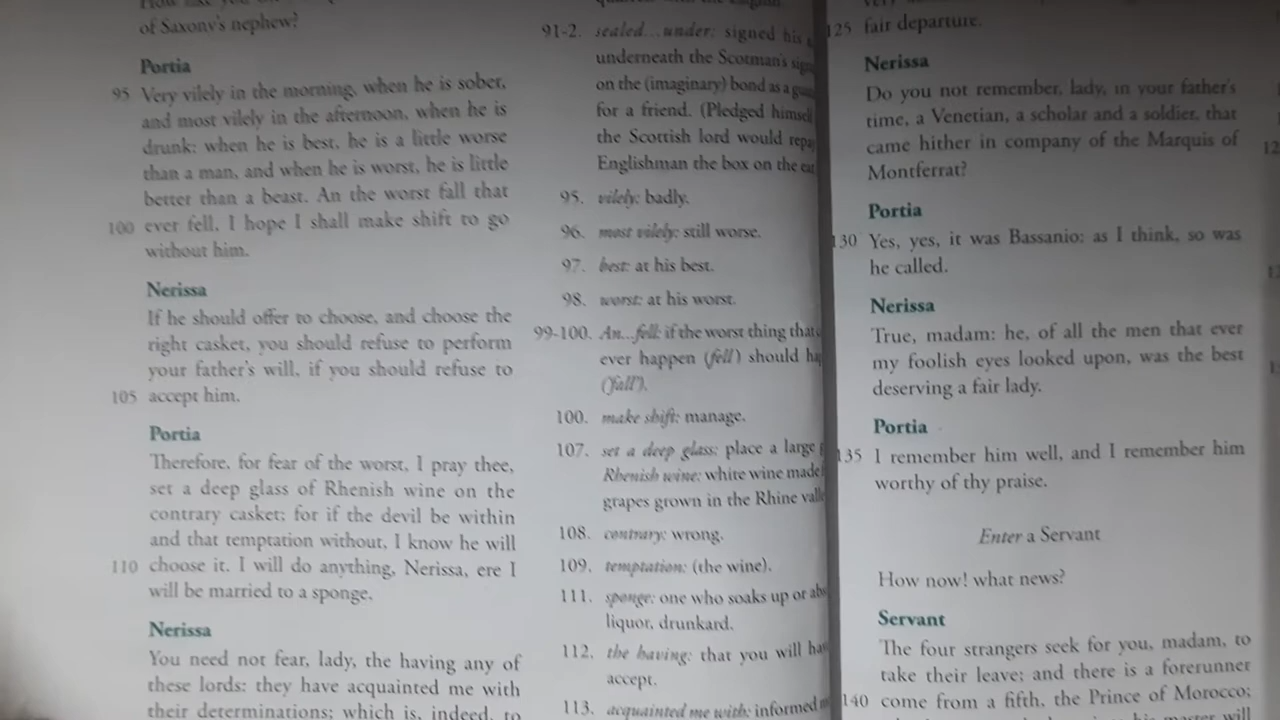 of Saxony's nephew?
Portia
95 Very vilely in the morning, when he is sober,
and most vilely in the afternoon, when he is
drunk: when he is best, he is a little worse
than a man, and when he is worst, he is little
better than a beast. An the worst fall that
100 ever fell, I hope I shall make shift to go
without him.
Nerissa
If he should offer to choose, and choose the
right casket, you should refuse to perform
your father's will, if you should refuse to
105 accept him.
Portia
Therefore, for fear of the worst, I pray thee,
set a deep glass of Rhenish wine on the
contrary casket: for if the devil be within
and that temptation without, I know he will
110 choose it. I will do anything, Nerissa, ere I
will be married to a sponge.
Nerissa
You need not fear, lady, the having any of
these lords: they have acquainted me with
their determinations: which is, indeed, to
91-2. sealed...under: signed his
underneath the Scotman's
on the (imaginary) bond as a
for a friend. (Pledged
the Scottish lord would
Englishman the box on the
95. vilely: badly.
96. most vilely: still worse.
97. best: at his best.
98. worst: at his worst.
99-100. An...fell: if the worst thing that
ever happen (fell) should
('fall').
100. make shift: manage.
107. set a deep glass: place a large
Rhenish wine: white wine made
grapes grown in the Rhine
108. contrary: wrong.
109. temptation: (the wine).
111. sponge: one who soaks up or
liquor, drunkard.
112. the having: that you will
accept.
113. acquainted me with: informed
125 fair departure.
Nerissa
Do you not remember, lady, in your father's
time, a Venetian, a scholar and a soldier, that
came hither in company of the Marquis of
Montferrat?
Portia
130 Yes, yes, it was Bassanio: as I think, so was
he called.
Nerissa
True, madam: he, of all the men that ever
my foolish eyes looked upon, was the best
deserving a fair lady.
Portia
135 I remember him well, and I remember him
worthy of thy praise.
Enter a Servant
How now! what news?
Servant
The four strangers seek for you, madam, to
take their leave: and there is a forerunner
140 come from a fifth, the Prince of Morocco;